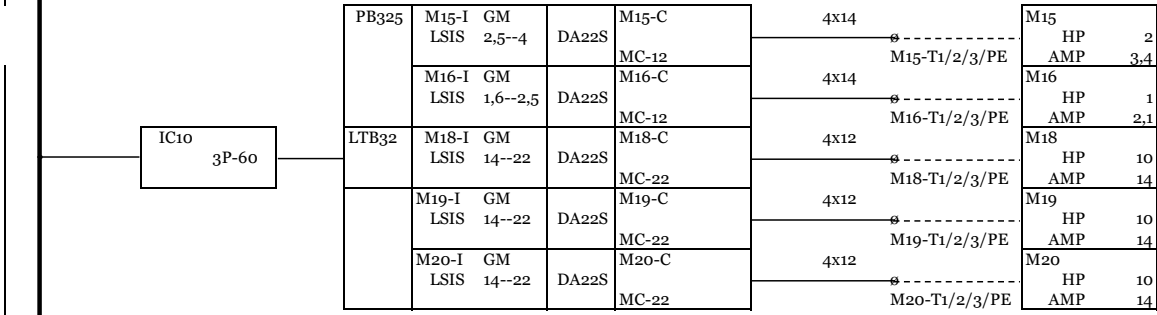 PB325 M15-I GM M15-C 4x14 M15
LSIS 2,5--4 DA22S HP 2
MC-12 M15-T1/2/3/PE AMP 3,4
M16-I GM M16-C 4x14 M16
LSIS 1,6--2,5 DA22S HP 1
MC-12 M16-T1/2/3/PE AMP 2,1
IC10 LTB32 M18-I GM M18-C 4x12 M18
3P-60 LSIS 14--22 DA22S HP 10
MC-22 M18-T1/2/3/PE AMP 14
M19-I GM M19-C 4x12 M19
LSIS 14--22 DA22S HP 10
MC-22 M19-T1/2/3/PE AMP 14
M20-I GM M20-C 4x12 M20
LSIS 14--22 DA22S HP 10
MC-22 M20-T1/2/3/PE AMP 14